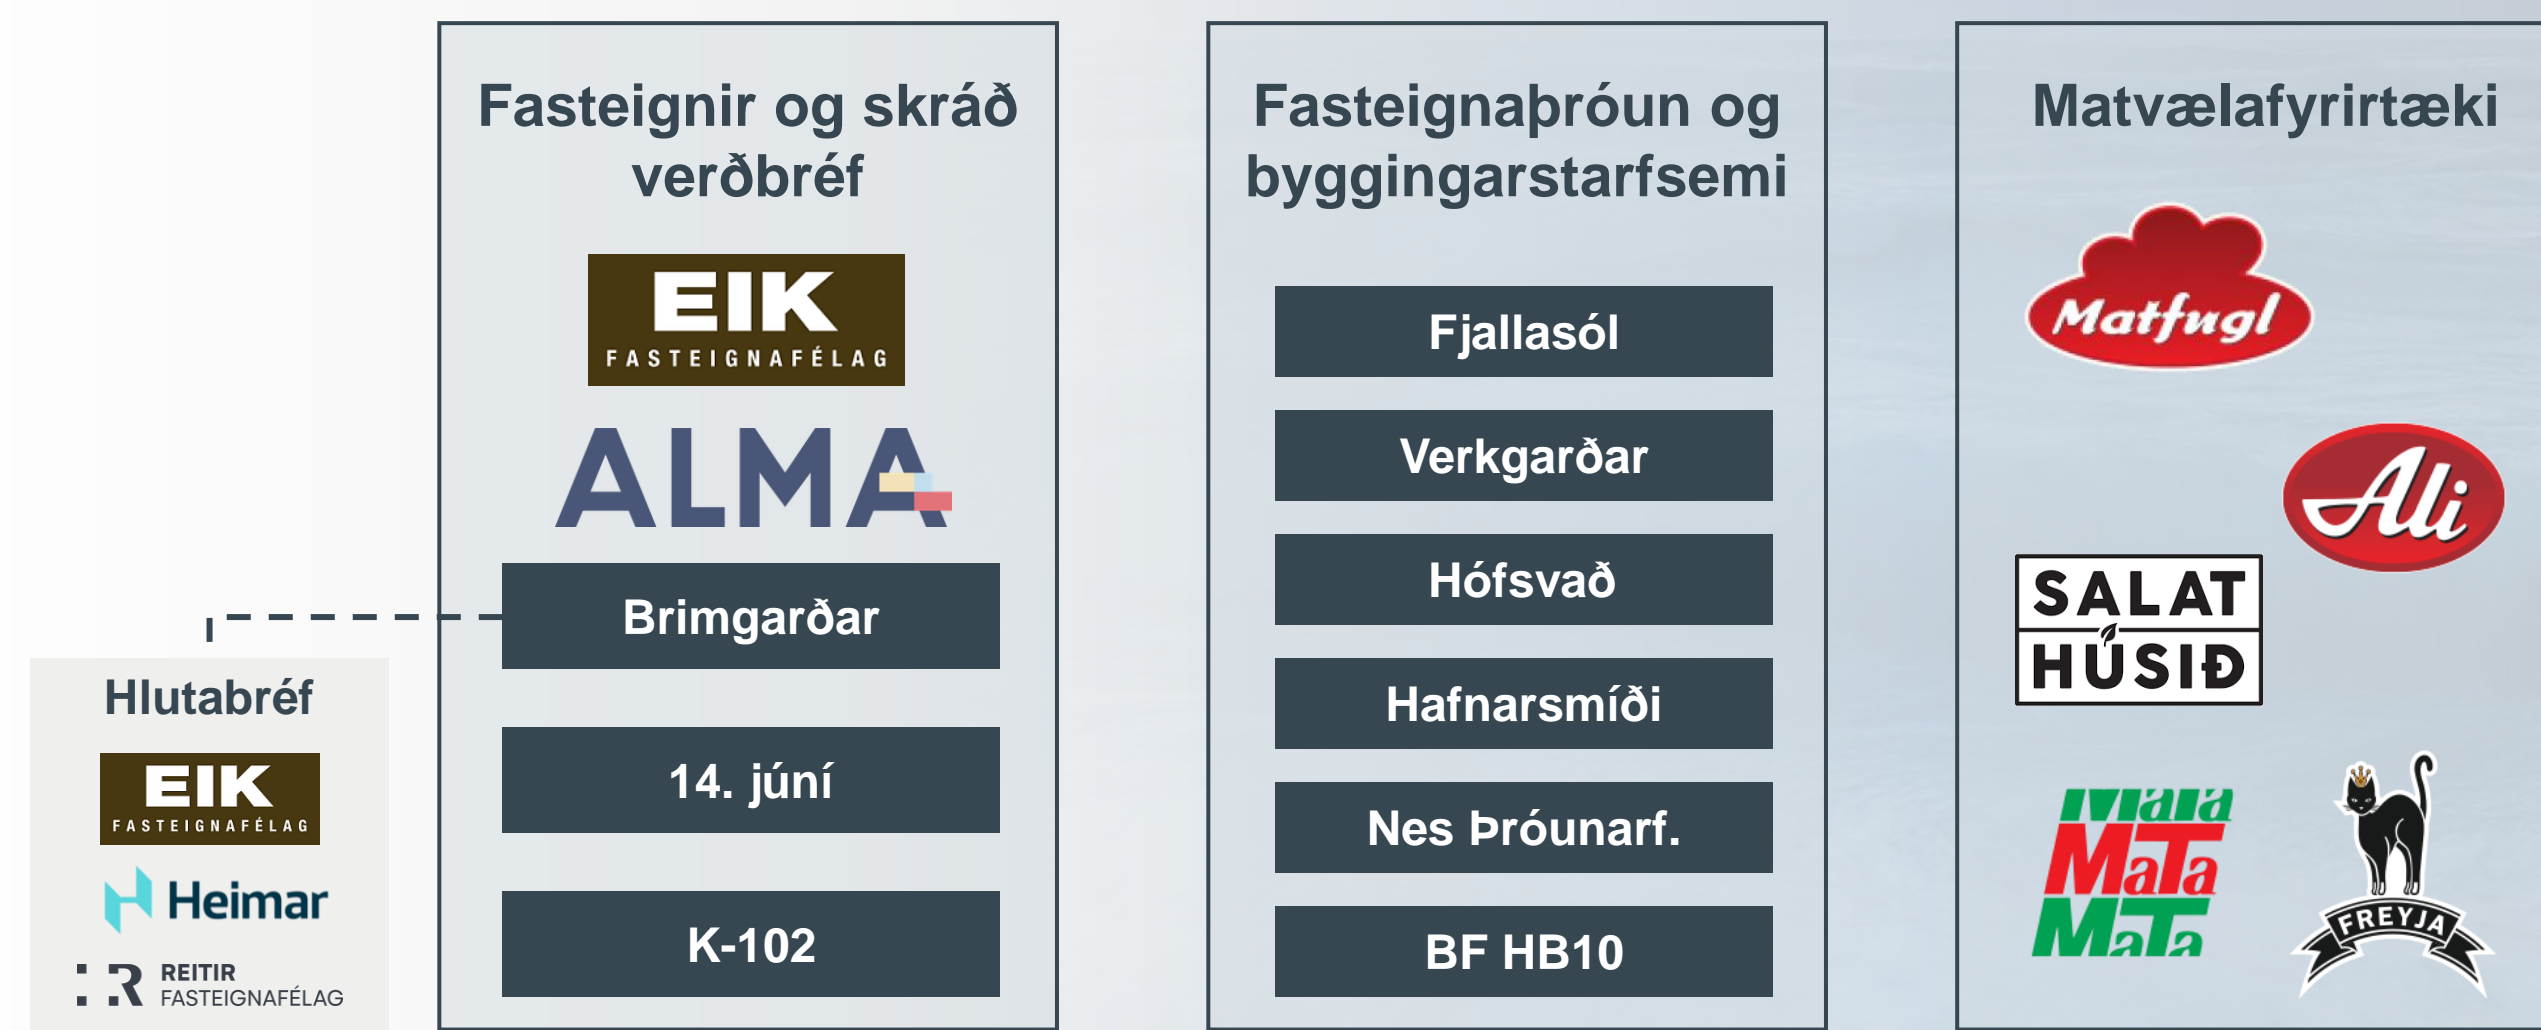 Fasteignir og skráð
verðbréf
EIK
FASTEIGNAFÉLAG
ALMA
Brimgarðar
14. júní
K-102
Hlutabréf
EIK
FASTEIGNAFÉLAG
Heimar
REITIR
FASTEIGNAFÉLAG
Fasteignaþróun og
byggingarstarfsemi
Fjallasól
Verkgarðar
Hófsvað
Hafnarsmíði
Nes Þróunarf.
BF HB10
Matvælafyrirtæki
Matfugl
Ali
SALAT
HÚSIÐ
Mata
MaTa
MaTa
FREYJA